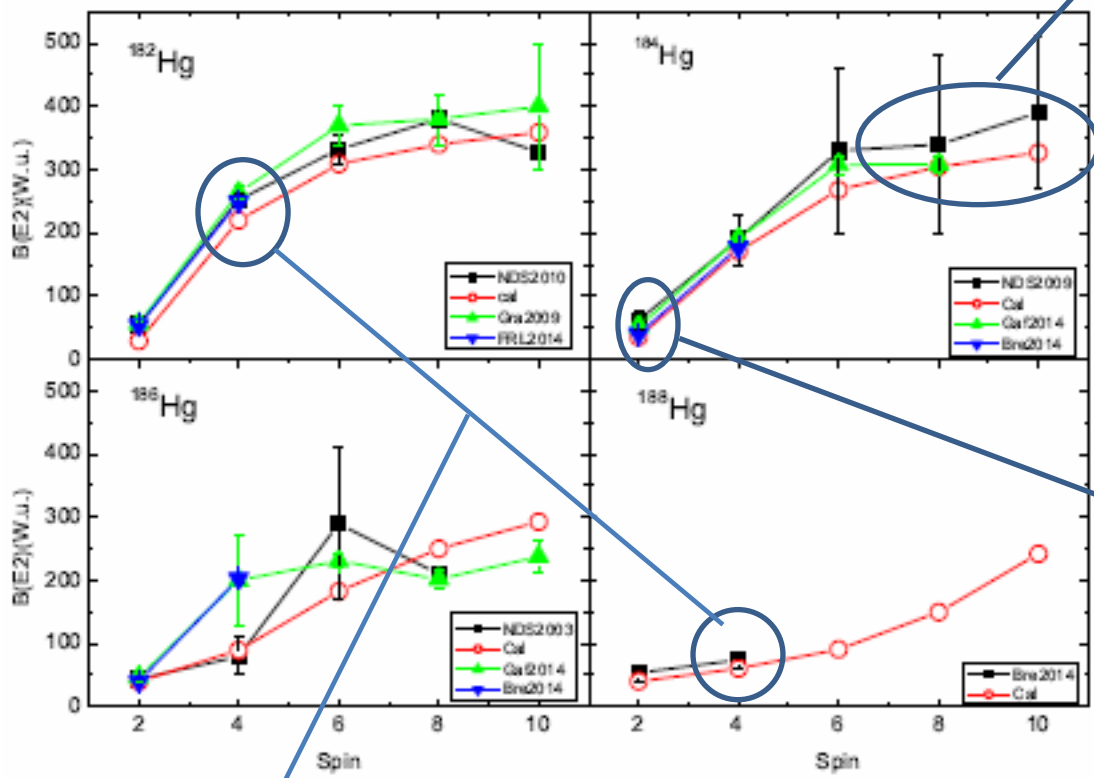 182Hg
184Hg
500
400
300
200
100
0
B(E2)(W.u.)
NDS2010
cal
Gra2009
PRL2014
NDS2009
Cal
Gaf2014
Bre2014
186Hg
188Hg
500
400
300
200
100
0
B(E2)(W.u.)
NDS2003
Cal
Gaf2014
Bre2014
Bre2014
Cal
2 4 6 8 10
2 4 6 8 10
Spin
Spin